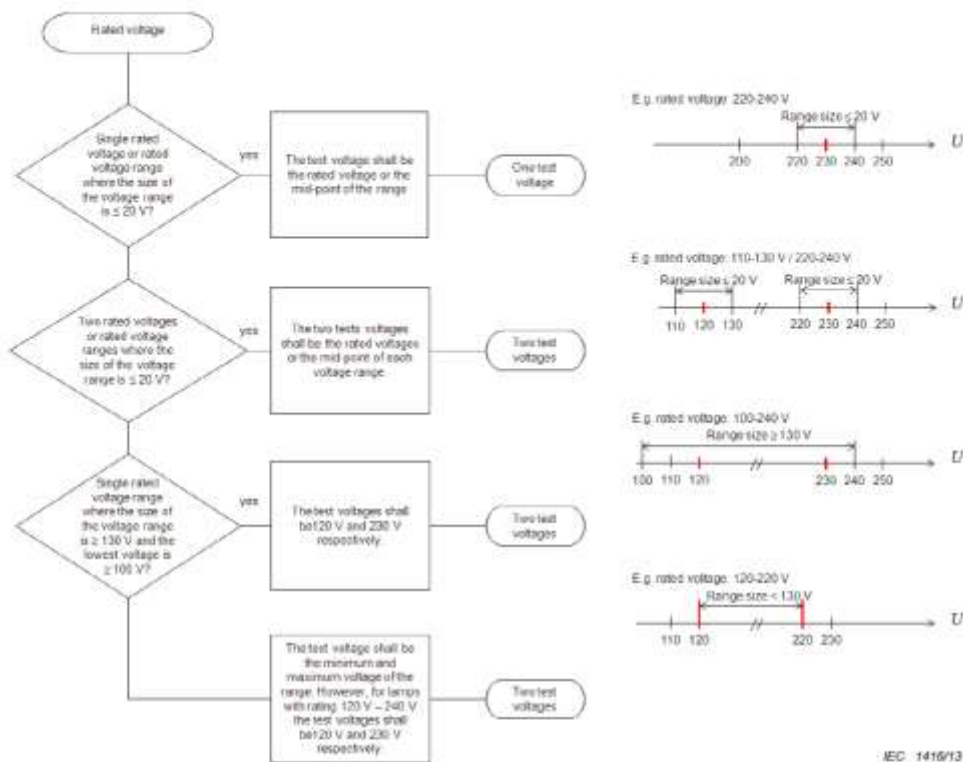 Rated voltage
Single rated
voltage or rated
voltage range
where the size of
the voltage range
is ≤ 20 V?
yes
The test voltage shall be
the rated voltage or the
mid-point of the range
One test
voltage
E.g. rated voltage: 220-240 V
Range size ≤ 20 V
U
200 220 230 240 250
Two rated voltages
or rated voltage
ranges where the
size of the voltage
range is ≤ 20 V?
yes
The two tests voltages
shall be the rated voltages
or the mid-point of each
voltage range
Two test
voltages
E.g. rated voltage: 110-130 V / 220-240 V
Range size ≤ 20 V Range size ≤ 20 V
U
110 120 130 // 220 230 240 250
Single rated
voltage range
where the size of
the voltage range
is ≥ 130 V and the
lowest voltage is
≥ 100 V?
yes
The test voltages shall
be120 V and 230 V
respectively
Two test
voltages
E.g. rated voltage: 100-240 V
Range size ≥ 130 V
U
100 110 120 // 230 240 250
The test voltage shall be
the minimum and
maximum voltage of the
range. However, for lamps
with rating 120 V – 240 V
the test voltages shall
be120 V and 230 V
respectively
Two test
voltages
E.g. rated voltage: 120-220 V
Range size < 130 V
U
110 120 // 220 230
IEC 1416/13